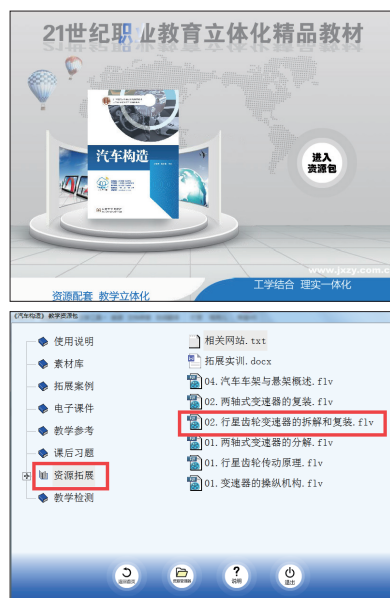 21世纪职业教育立体化精品教材
汽车构造
进入
资源包
www.jxzy.com.c
资源配套 教学立体化
工学结合 理实一体化
《汽车构造》教学资源包
使用说明
素材库
拓展案例
电子课件
教学参考
课后习题
资源拓展
教学检测
相关网站.txt
拓展实训.docx
04.汽车车架与悬架概述.flv
02.两轴式变速器的复装.flv
02.行星齿轮变速器的拆解和复装.flv
01.两轴式变速器的分解.flv
01.行星齿轮传动原理.flv
01.变速器的操纵机构.flv
返回首页
说明
退出